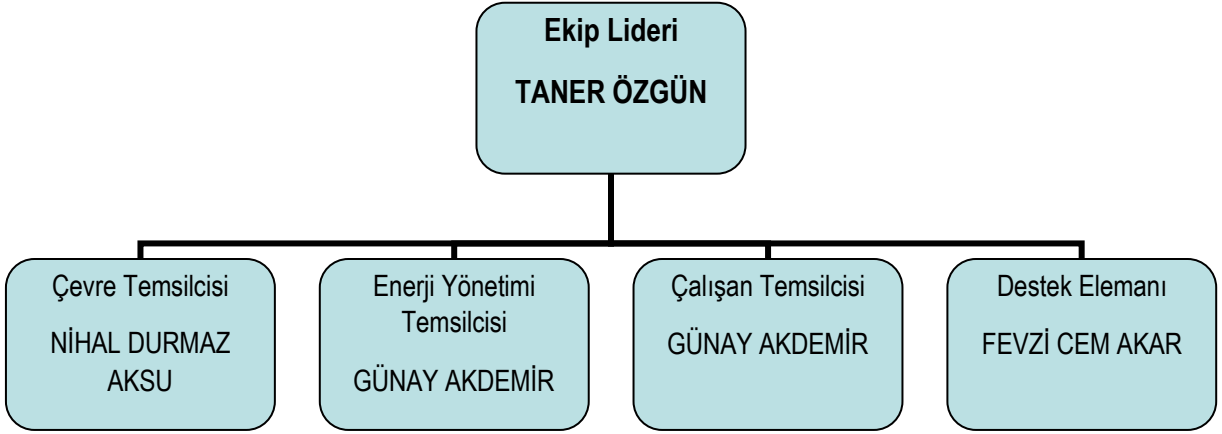 Ekip Lideri
TANER ÖZGÜN
Çevre Temsilcisi
NİHAL DURMAZ
AKSU
Enerji Yönetimi
Temsilcisi
GÜNAY AKDEMİR
Çalışan Temsilcisi
GÜNAY AKDEMİR
Destek Elemanı
FEVZİ CEM AKAR